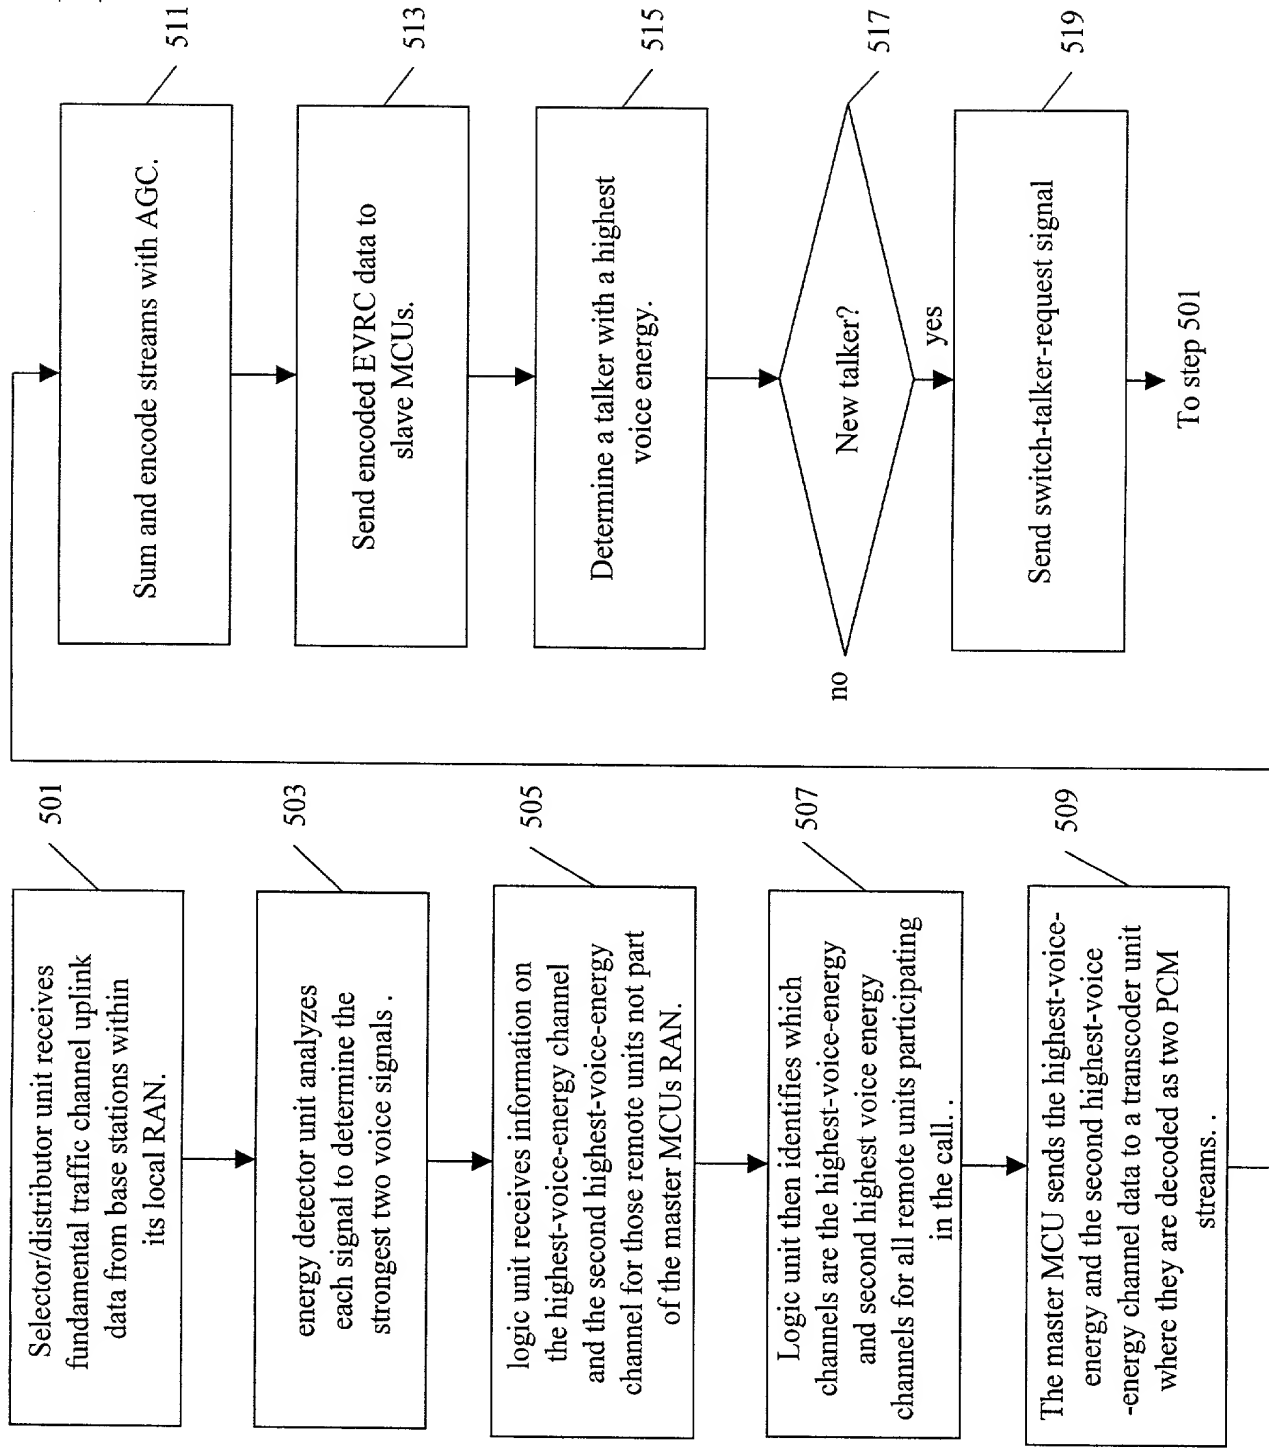 501
Selector/distributor unit receives
fundamental traffic channel uplink
data from base stations within
its local RAN.
503
energy detector unit analyzes
each signal to determine the
strongest two voice signals .
505
logic unit receives information on
the highest-voice-energy channel
and the second highest-voice-energy
channel for those remote units not part
of the master MCUs RAN.
507
Logic unit then identifies which
channels are the highest-voice-energy
and second highest voice energy
channels for all remote units participating
in the call. .
509
The master MCU sends the highest-voice-
energy and the second highest-voice
-energy channel data to a transcoder unit
where they are decoded as two PCM
streams. .
511
Sum and encode streams with AGC.
513
Send encoded EVRC data to
slave MCUs.
515
Determine a talker with a highest
voice energy.
517
New talker?
no
yes
519
Send switch-talker-request signal
To step 501